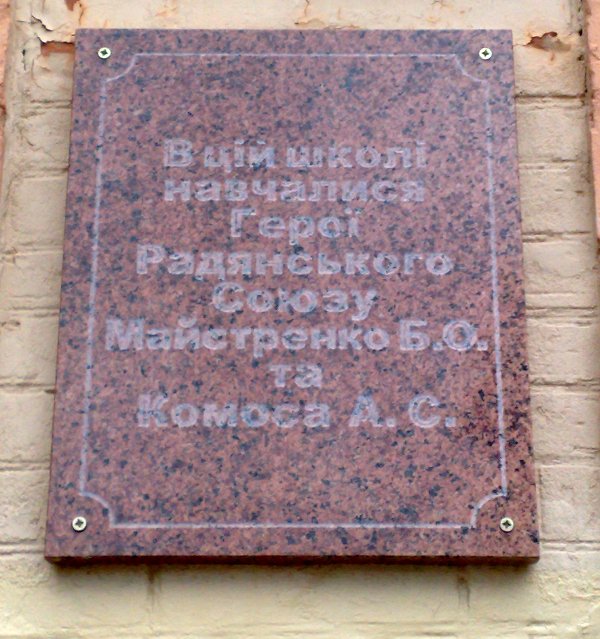 В цій школі
навчалися
Герої
Радянського
Союзу
Майстренко Б.О.
та
Комоса А. С.